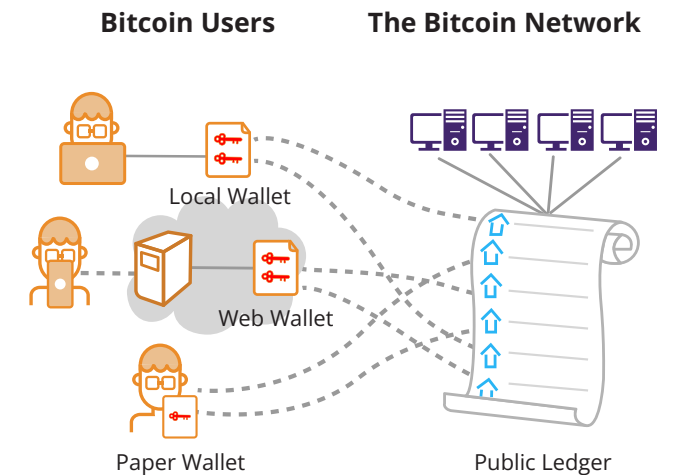 Bitcoin Users
The Bitcoin Network
Local Wallet
Web Wallet
Paper Wallet
Public Ledger